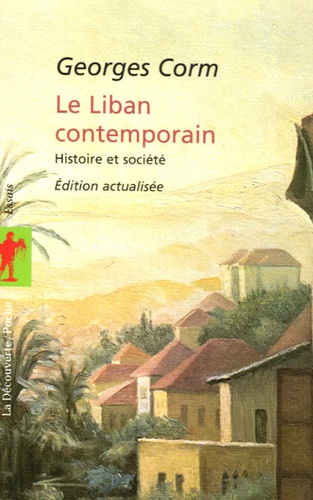 Georges Corm
Le Liban
contemporain
Histoire et société
Édition actualisée
Essais
La Découverte / Poche